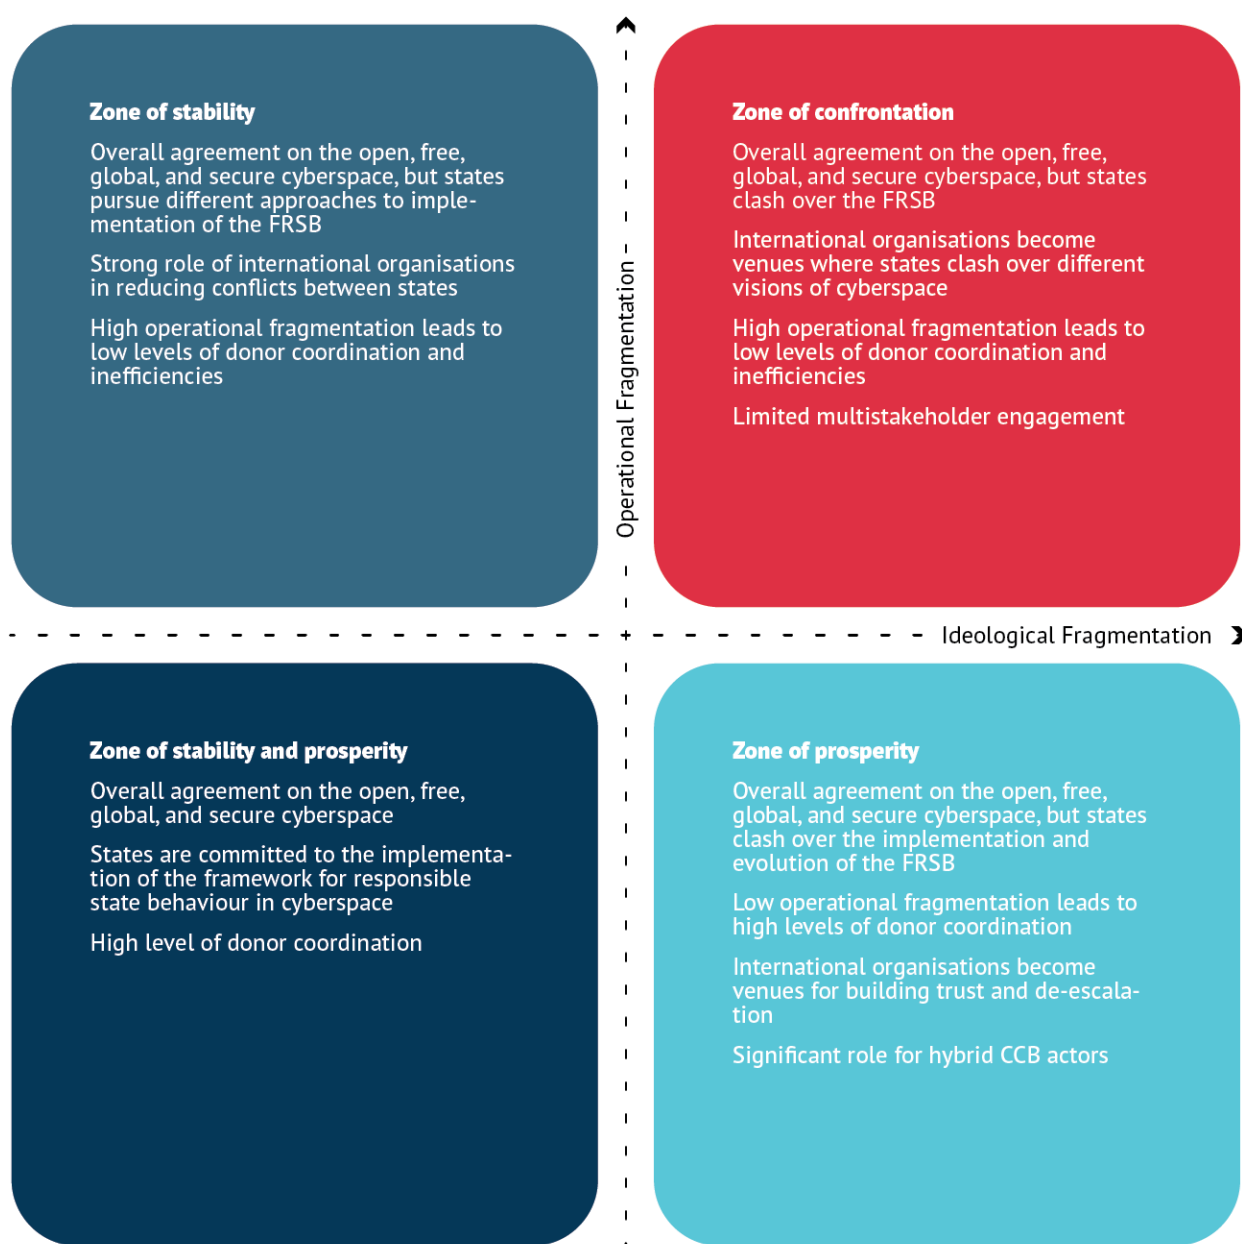 Zone of stability
Overall agreement on the open, free,
global, and secure cyberspace, but states
pursue different approaches to imple-
mentation of the FRSB
Strong role of international organisations
in reducing conflicts between states
High operational fragmentation leads to
low levels of donor coordination and
inefficiencies
Operational Fragmentation
Zone of confrontation
Overall agreement on the open, free,
global, and secure cyberspace, but states
clash over the FRSB
International organisations become
venues where states clash over different
visions of cyberspace
High operational fragmentation leads to
low levels of donor coordination and
inefficiencies
Limited multistakeholder engagement
Ideological Fragmentation
Zone of stability and prosperity
Overall agreement on the open, free,
global, and secure cyberspace
States are committed to the implementa-
tion of the framework for responsible
state behaviour in cyberspace
High level of donor coordination
Zone of prosperity
Overall agreement on the open, free,
global, and secure cyberspace, but states
clash over the implementation and
evolution of the FRSB
Low operational fragmentation leads to
high levels of donor coordination
International organisations become
venues for building trust and de-escala-
tion
Significant role for hybrid CCB actors